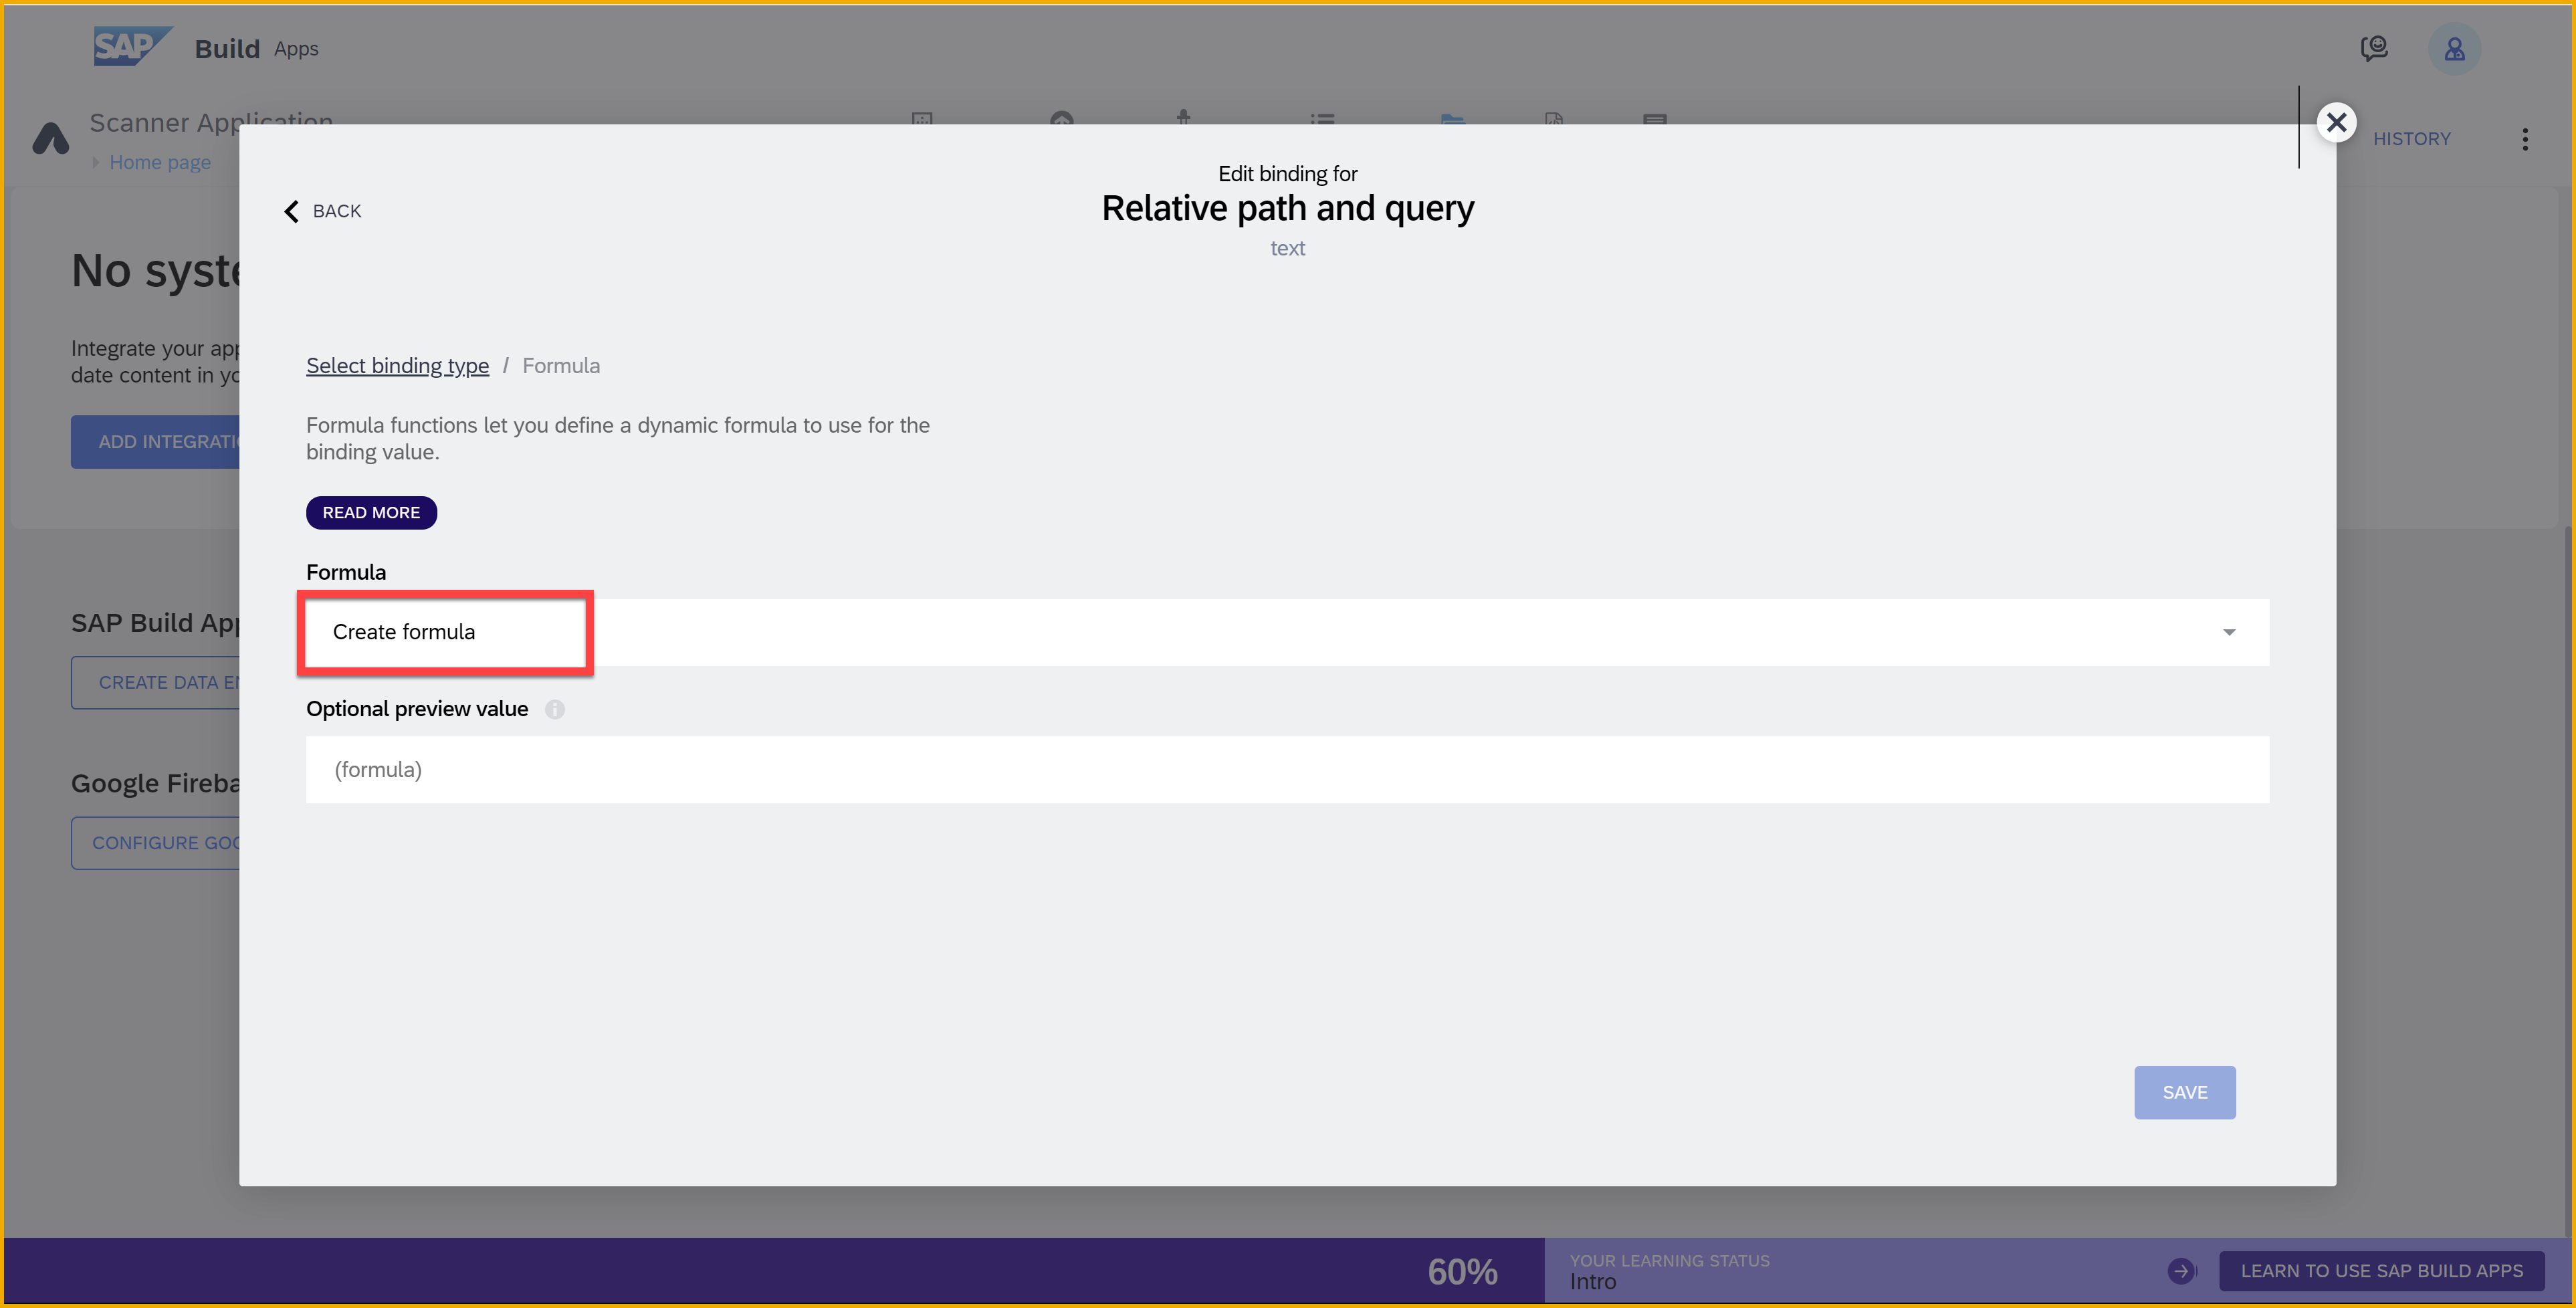 SAP Build Apps
Scanner Application
Home page
HISTORY
Edit binding for
Relative path and query
text
BACK
No syste
Integrate your app
date content in yo
ADD INTEGRATIO
Select binding type / Formula
Formula functions let you define a dynamic formula to use for the
binding value.
READ MORE
Formula
Create formula
SAP Build App
CREATE DATA EN
Optional preview value
(formula)
Google Fireba
CONFIGURE GOO
SAVE
60%
YOUR LEARNING STATUS
Intro
LEARN TO USE SAP BUILD APPS